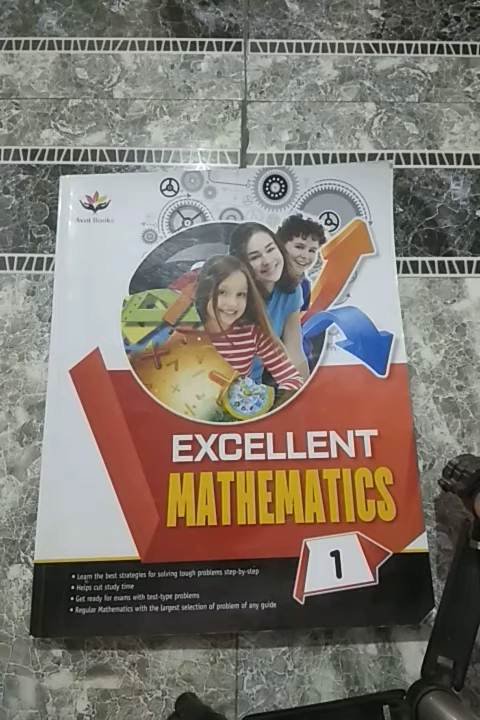 Avni Books
EXCELLENT
MATHEMATICS
1
• Learn the best strategies for solving tough problems step-by-step
• Helps cut study time
• Get ready for exams with test-type problems
• Regular Mathematics with the largest selection of problem of any guide